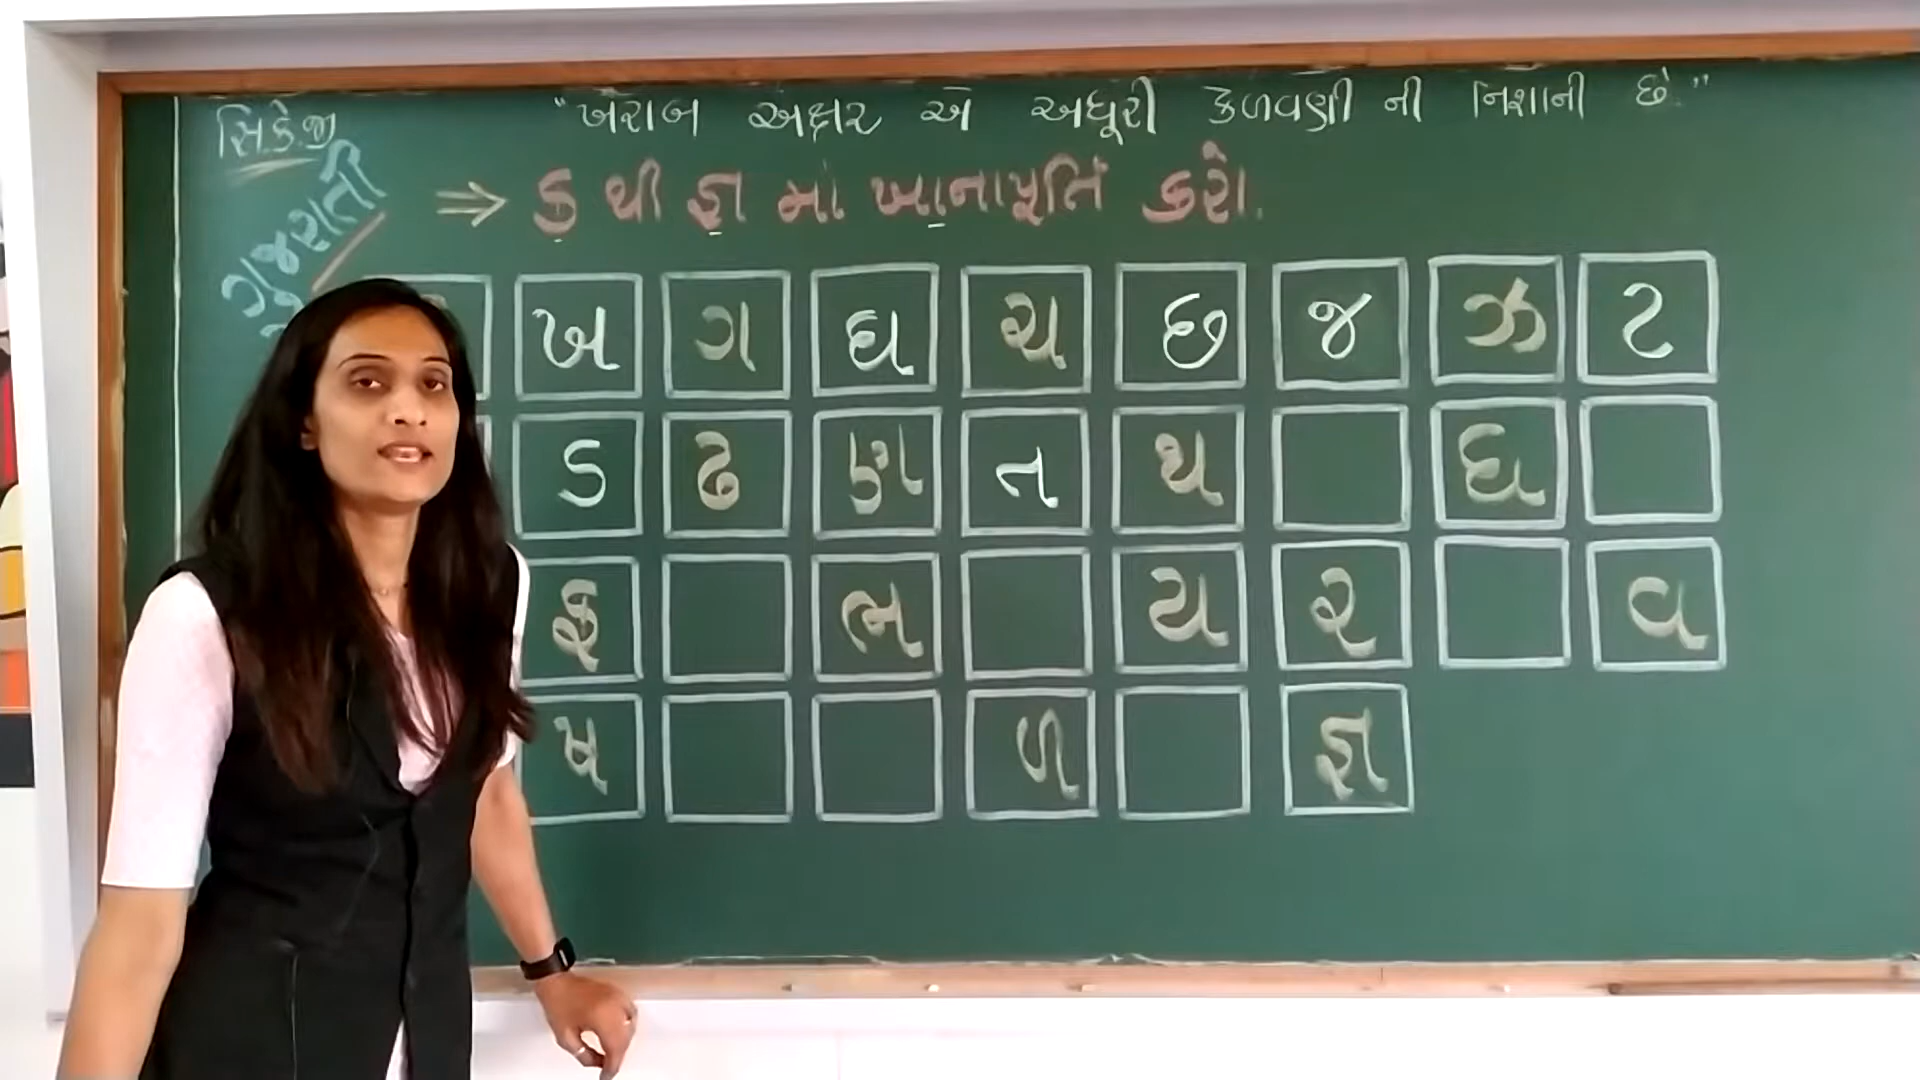 સિ.કે.જી
ગુજરાતી
"ખરાબ અક્ષર એ અધૂરી કેળવણી ની નિશાની છે."
⇒ ક થી જ્ઞ માં ખાનાપૂર્તિ કરો.
ખ ગ ઘ ચ છ જ ઝ ટ
ડ ઢ ણ ત થ ધ
ફ ભ ય ર વ
ષ ળ જ્ઞ